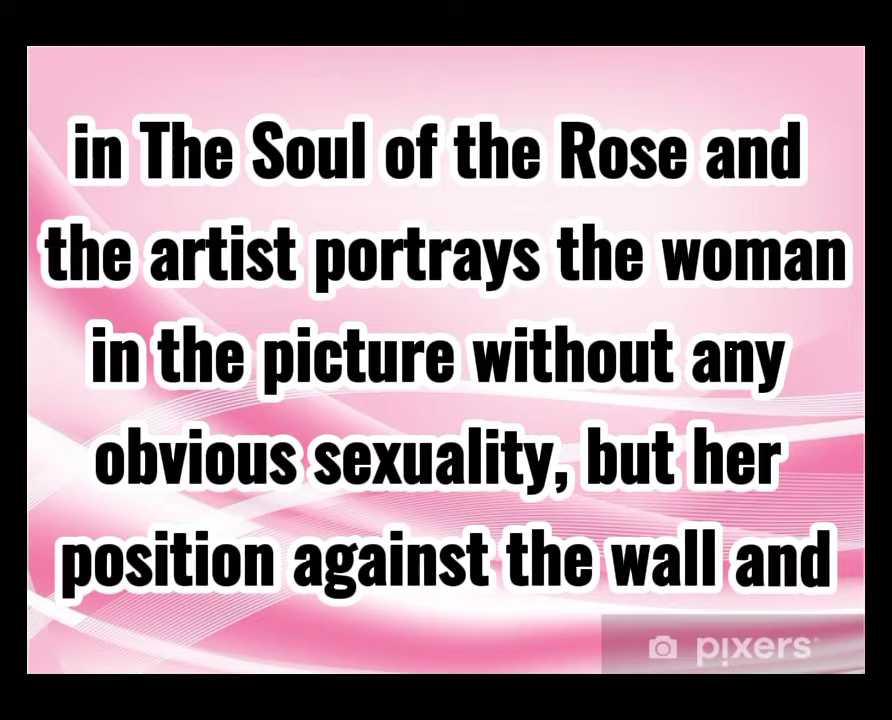 in The Soul of the Rose and
the artist portrays the woman
in the picture without any
obvious sexuality, but her
position against the wall and
pixers